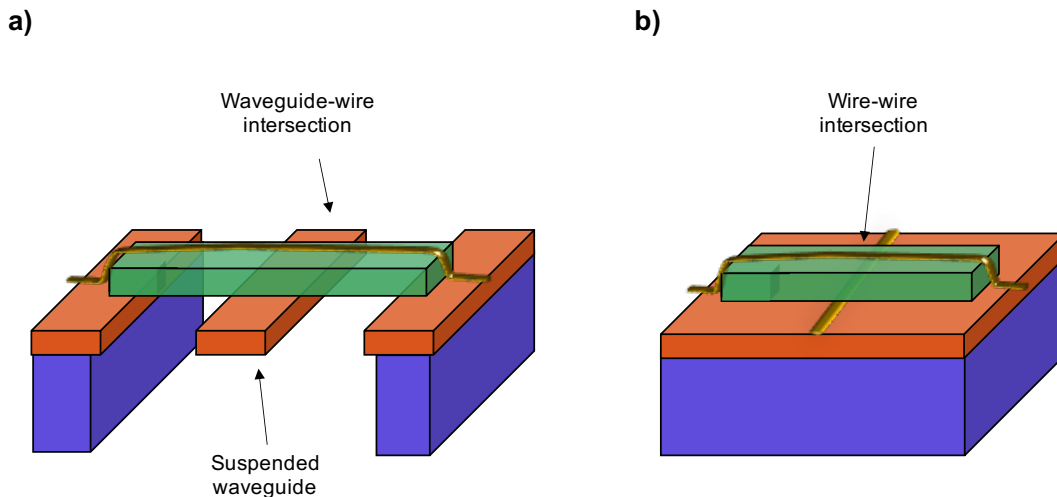 a)
b)
Waveguide-wire
intersection
Wire-wire
intersection
Suspended
waveguide